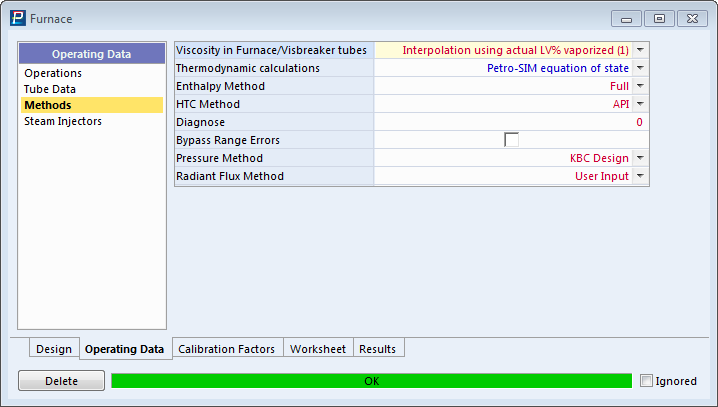 Furnace
Operating Data
Operations
Tube Data
Methods
Steam Injectors
Viscosity in Furnace/Visbreaker tubes Interpolation using actual LV% vaporized (1)
Thermodynamic calculations Petro-SIM equation of state
Enthalpy Method Full
HTC Method API
Diagnose 0
Bypass Range Errors
Pressure Method KBC Design
Radiant Flux Method User Input
Design Operating Data Calibration Factors Worksheet Results
Delete OK Ignored